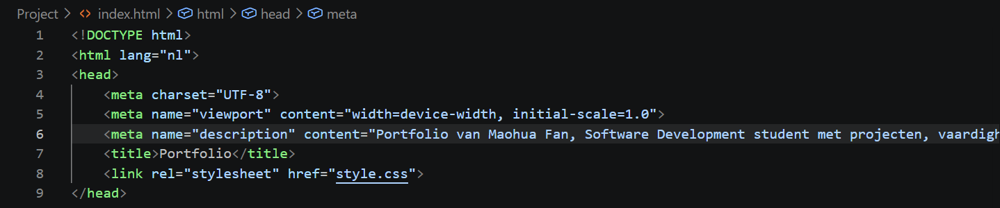 Project > index.html > html > head > meta
1 <!DOCTYPE html>
2 <html lang="nl">
3 <head>
4 <meta charset="UTF-8">
5 <meta name="viewport" content="width=device-width, initial-scale=1.0">
6 <meta name="description" content="Portfolio van Maohua Fan, Software Development student met projecten,
7 <title>Portfolio</title>
8 <link rel="stylesheet" href="style.css">
9 </head>